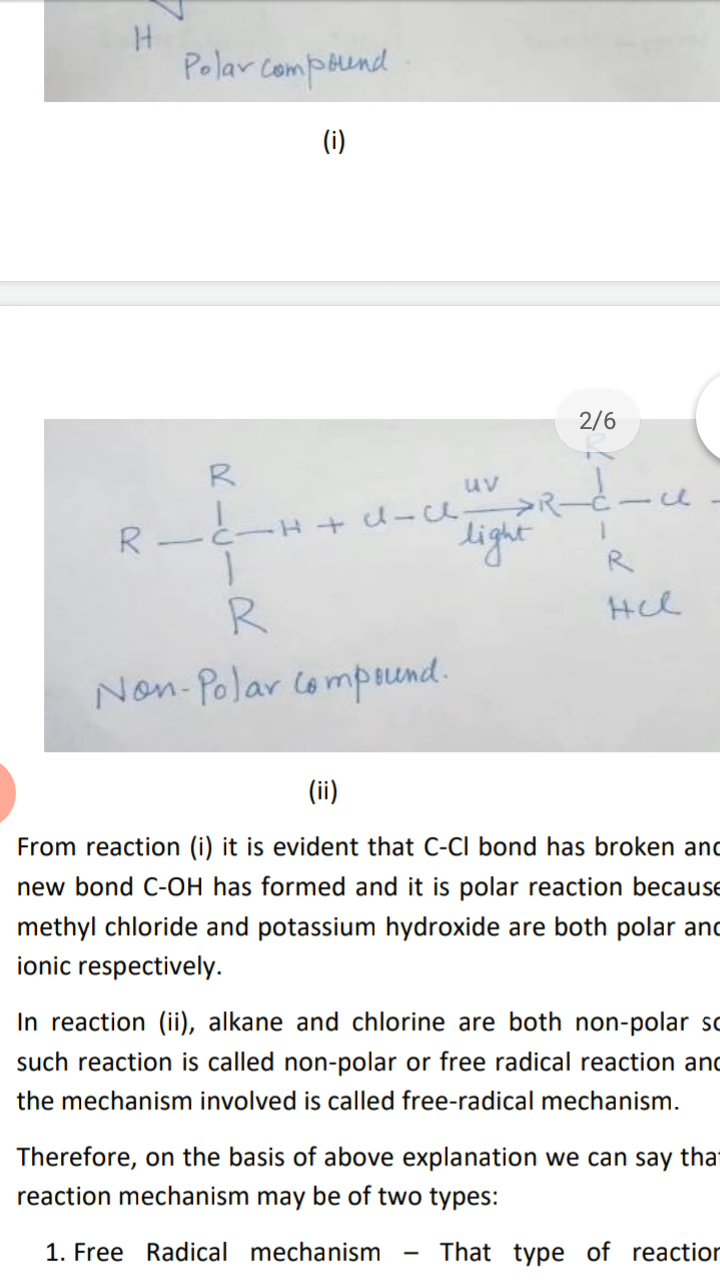 H
Polar compound.
(i)
2/6
R
R
R — C — H + Cl — Cl uv light → R — C — Cl -
R
R
HCl
Non-Polar compound.
(ii)
From reaction (i) it is evident that C-Cl bond has broken and
new bond C-OH has formed and it is polar reaction because
methyl chloride and potassium hydroxide are both polar and
ionic respectively.
In reaction (ii), alkane and chlorine are both non-polar so
such reaction is called non-polar or free radical reaction and
the mechanism involved is called free-radical mechanism.
Therefore, on the basis of above explanation we can say that
reaction mechanism may be of two types:
1. Free Radical mechanism – That type of reaction